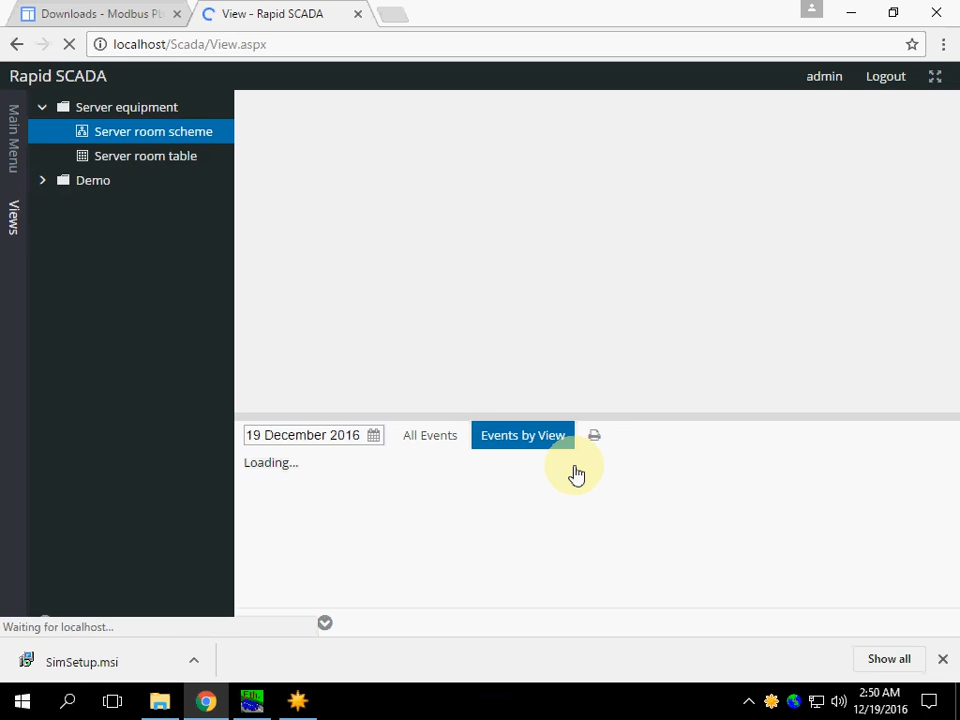 Downloads - Modbus Pl
View - Rapid SCADA
localhost/Scada/View.aspx
Rapid SCADA
admin
Logout
Main Menu
Views
Server equipment
Server room scheme
Server room table
Demo
19 December 2016
All Events
Events by View
Loading...
Waiting for localhost...
SimSetup.msi
Show all
Eth.
2:50 AM
12/19/2016